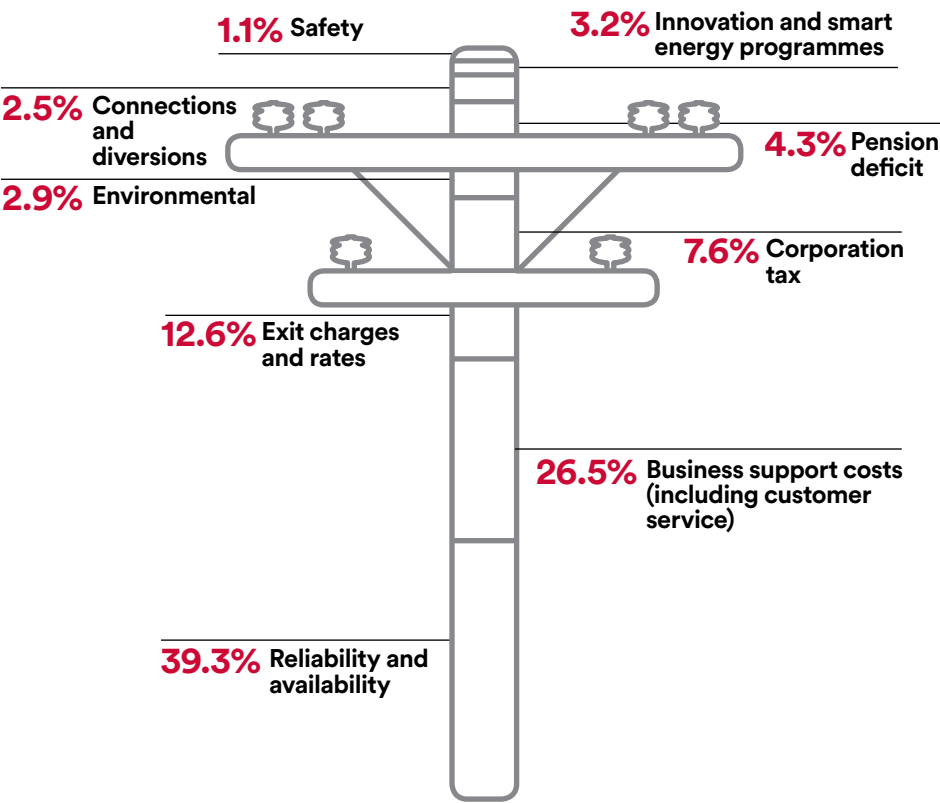 1.1% Safety
3.2% Innovation and smart
energy programmes
2.5% Connections
and
diversions
4.3% Pension
deficit
2.9% Environmental
7.6% Corporation
tax
12.6% Exit charges
and rates
26.5% Business support costs
(including customer
service)
39.3% Reliability and
availability